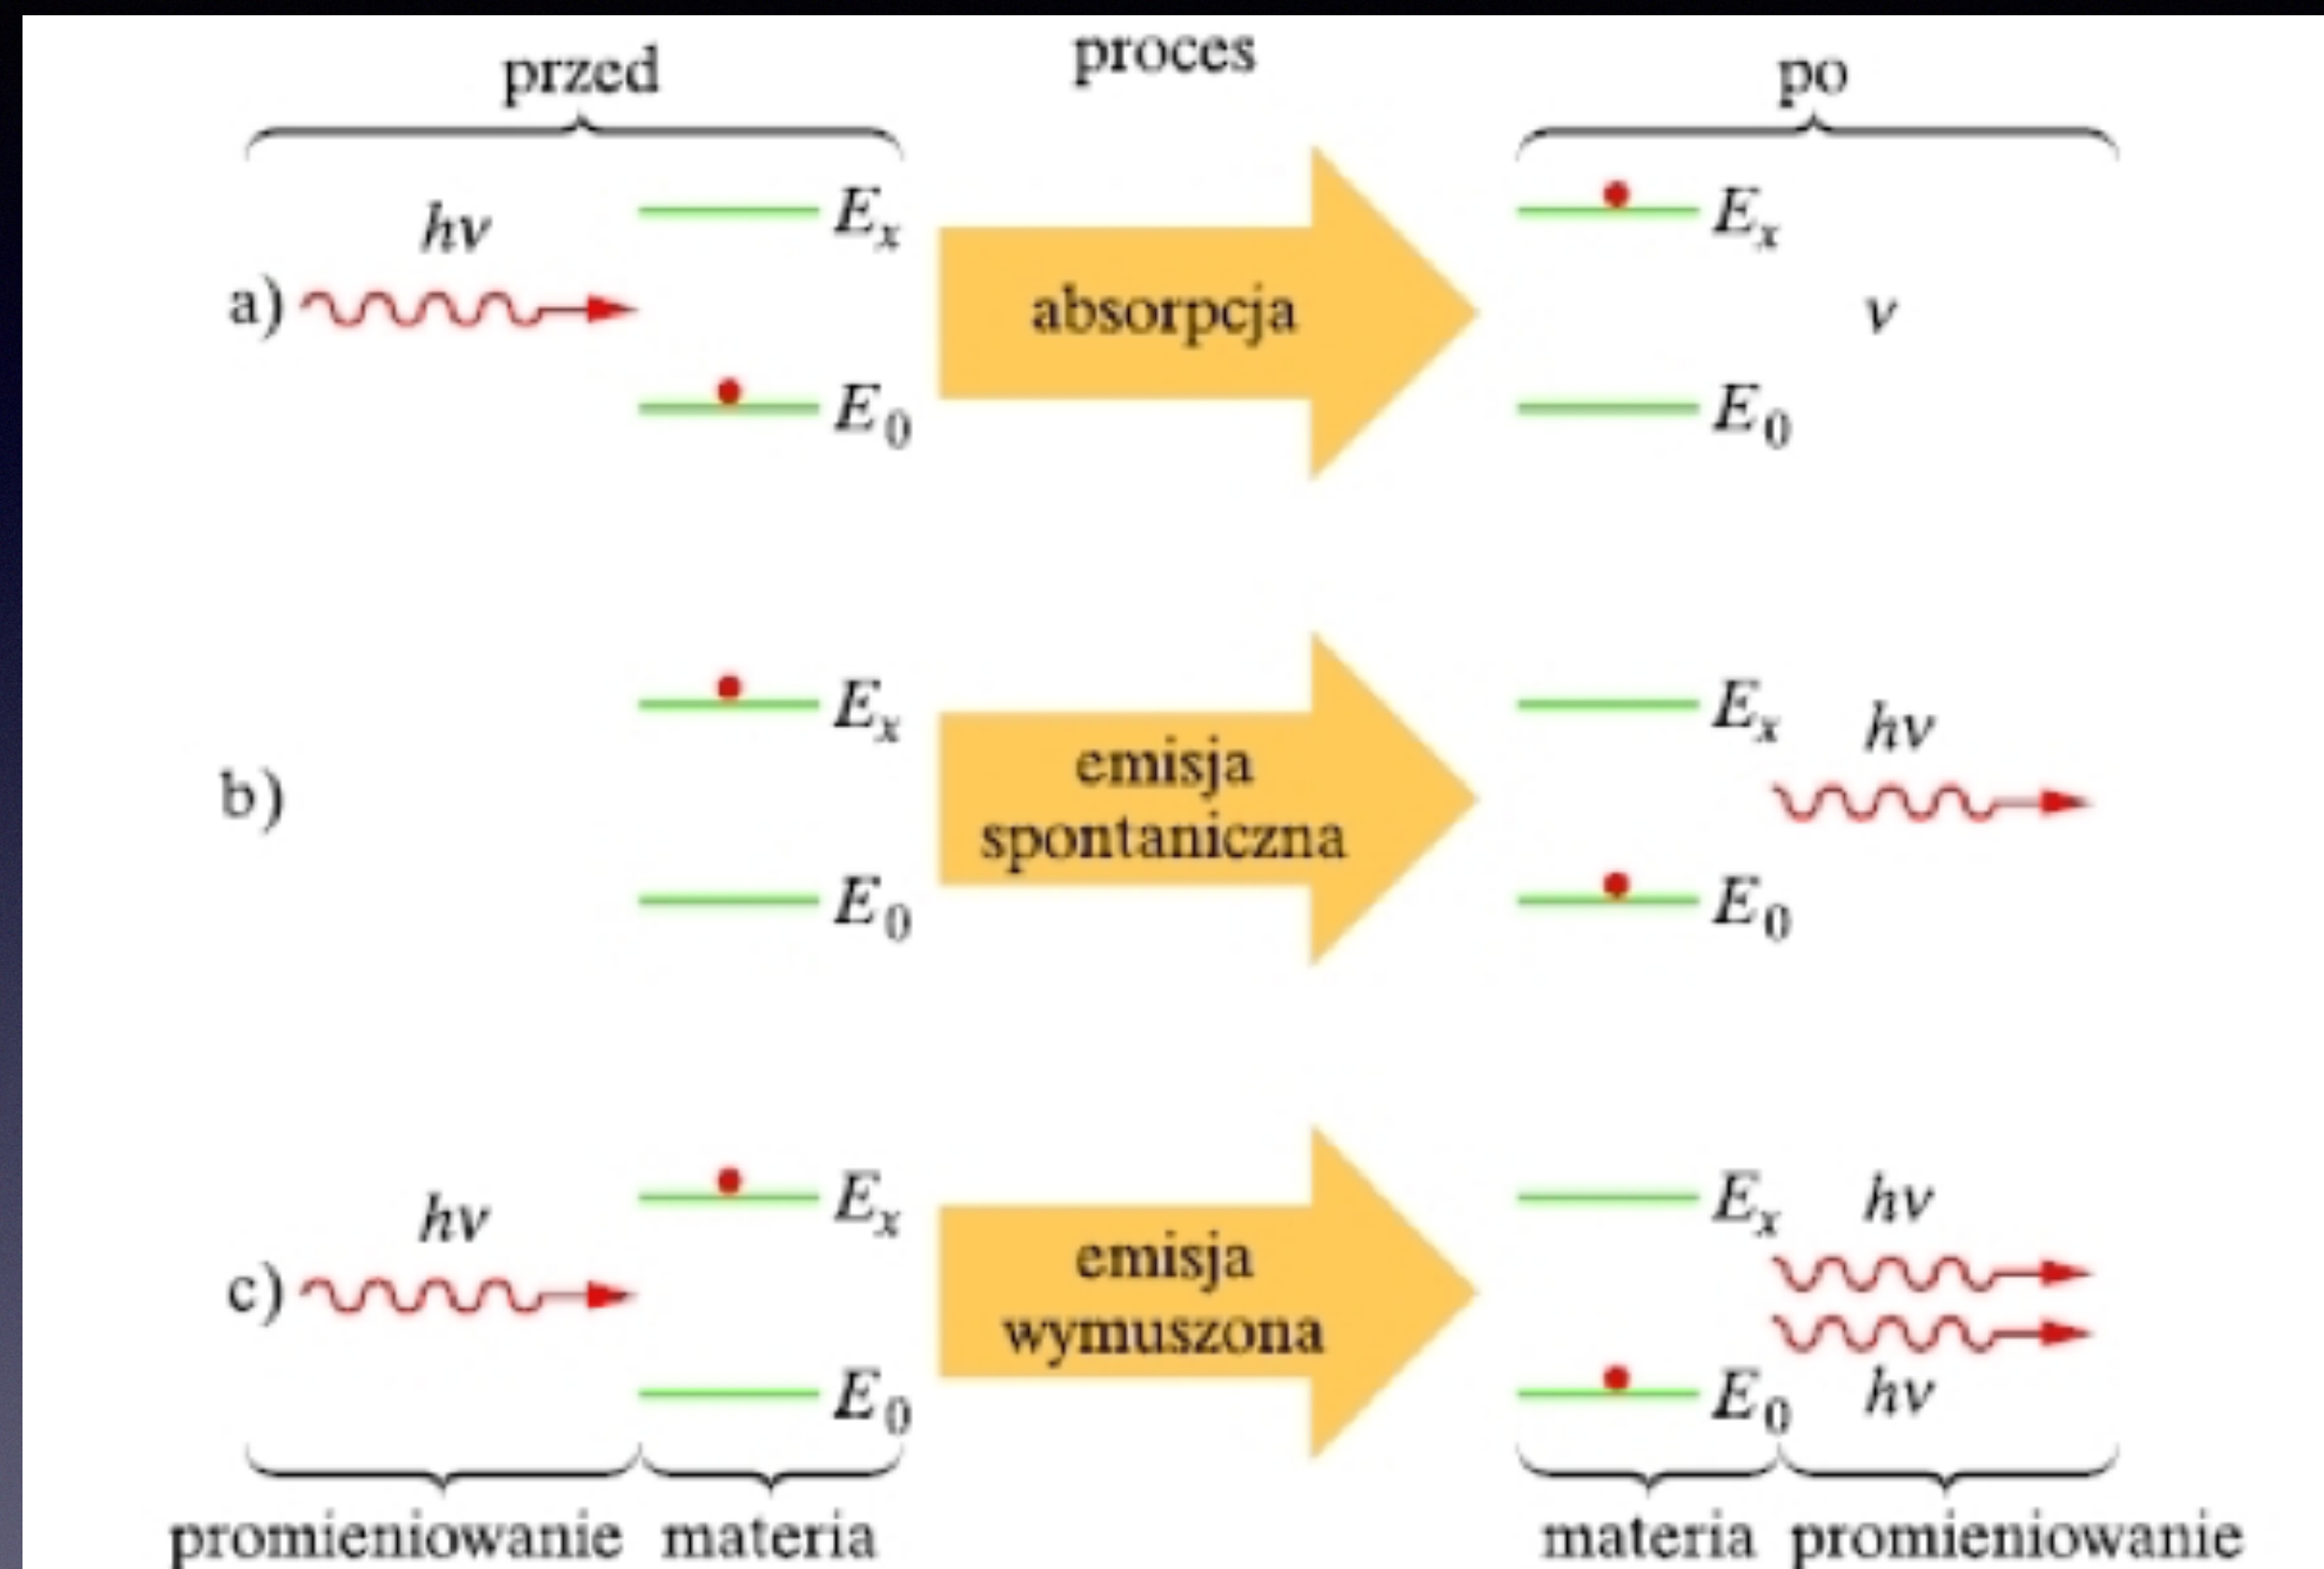 przed
proces
po
hν
Ex
Ex
a)
absorpcja
ν
E0
E0
Ex
Ex
hν
b)
emisja
spontaniczna
E0
E0
hν
Ex
Ex
hν
c)
emisja
wymuszona
E0
E0
hν
promieniowanie materia
materia promieniowanie